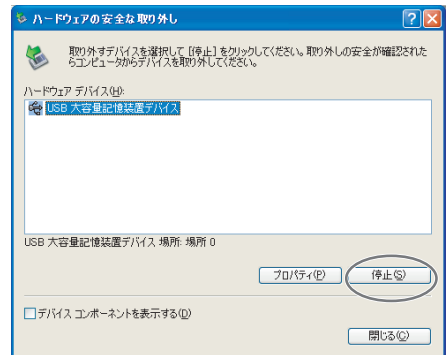 ハードウェアの安全な取り外し
取り外すデバイスを選択して [停止] をクリックしてください。取り外しの安全が確認された
らコンピュータからデバイスを取り外してください。
ハードウェア デバイス(H):
USB 大容量記憶装置デバイス
USB 大容量記憶装置デバイス 場所: 場所 0
プロパティ(P)
停止(S)
デバイス コンポーネントを表示する(D)
閉じる(C)